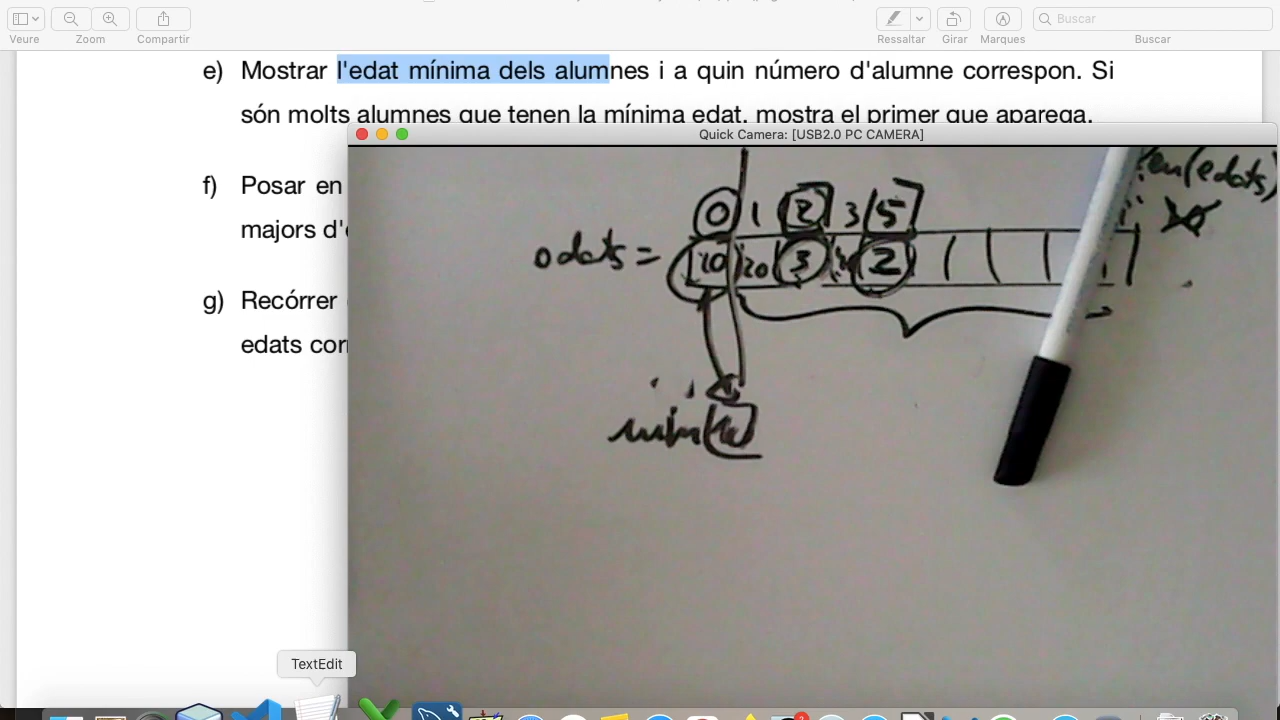 Veure
Zoom
Compartir
Ressaltar
Girar
Marques
Buscar
Buscar
e) Mostrar l'edat mínima dels alumnes i a quin número d'alumne correspon. Si
són molts alumnes que tenen la mínima edat, mostra el primer que aparega.
f) Posar en
majors d'e
g) Recórrer
edats cor
Quick Camera: [USB2.0 PC CAMERA]
len(edats)
0 1 2 3 5
edats = 10 20 3 2
min
TextEdit